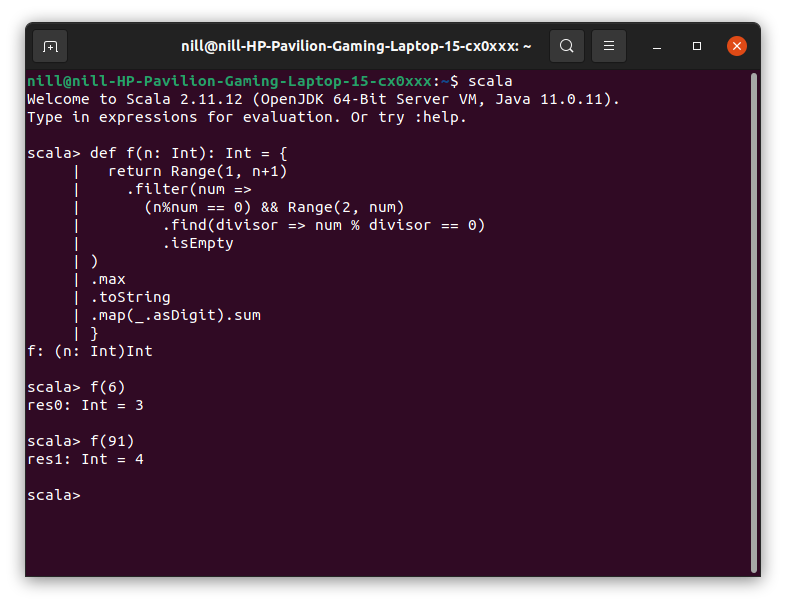 nill@nill-HP-Pavilion-Gaming-Laptop-15-cx0xxx: ~
nill@nill-HP-Pavilion-Gaming-Laptop-15-cx0xxx:~$ scala
Welcome to Scala 2.11.12 (OpenJDK 64-Bit Server VM, Java 11.0.11).
Type in expressions for evaluation. Or try :help.

scala> def f(n: Int): Int = {
     |   return Range(1, n+1)
     |     .filter(num =>
     |       (n%num == 0) && Range(2, num)
     |         .find(divisor => num % divisor == 0)
     |         .isEmpty
     | )
     | .max
     | .toString
     | .map(_.asDigit).sum
     | }
f: (n: Int)Int

scala> f(6)
res0: Int = 3

scala> f(91)
res1: Int = 4

scala>